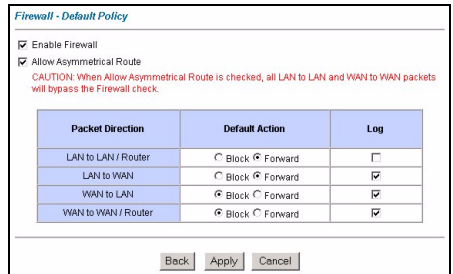 Firewall - Default Policy
Enable Firewall
Allow Asymmetrical Route
CAUTION: When Allow Asymmetrical Route is checked, all LAN to LAN and WAN to WAN packets
will bypass the Firewall check.
Packet Direction Default Action Log
LAN to LAN / Router Block Forward
LAN to WAN Block Forward
WAN to LAN Block Forward
WAN to WAN / Router Block Forward
Back Apply Cancel